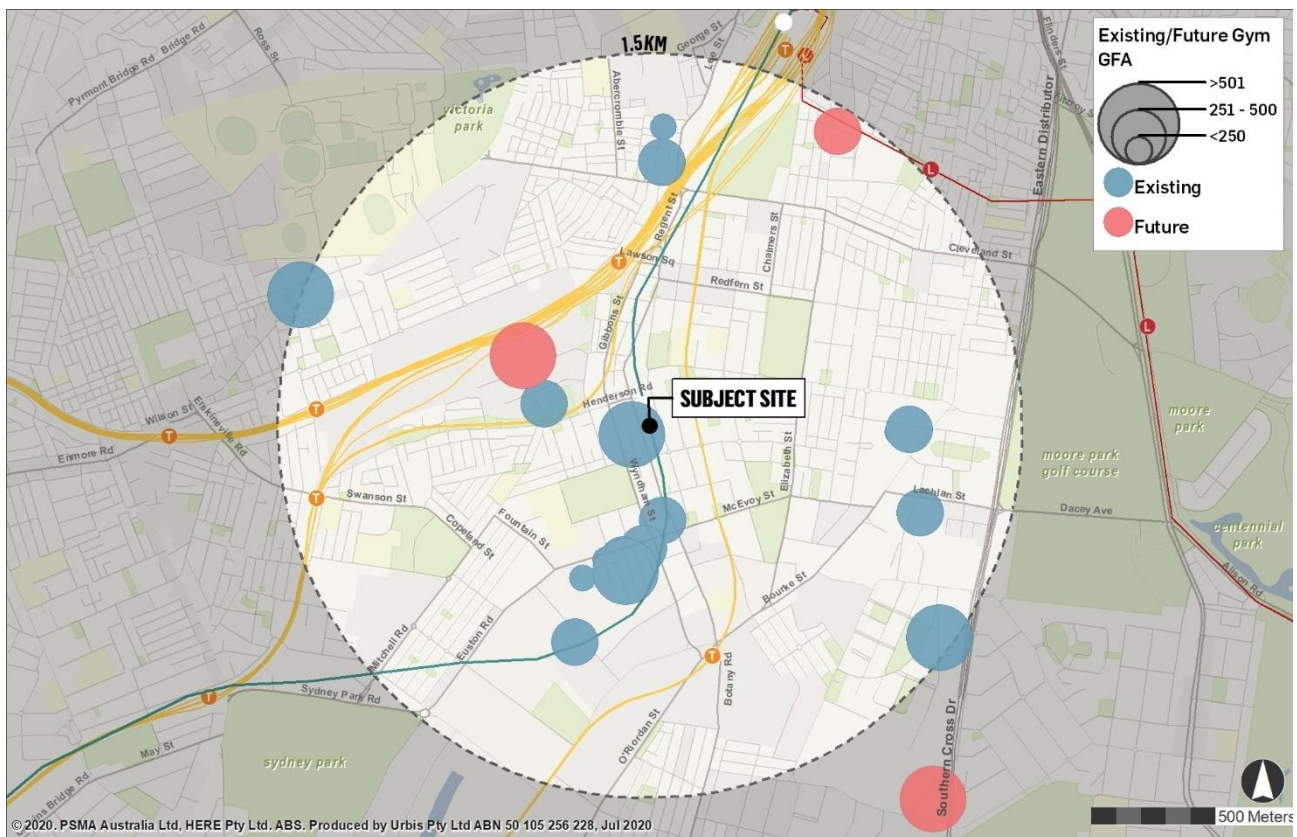 Pyrmont Bridge Rd
Bridge Rd
Ross St
victoria
park
1.5KM
Abercrombie St
George St
Lee St
T
L
Flinders St
Eastern Distributor
Existing/Future Gym
GFA
>501
251 - 500
<250
Existing
Future
Regent St
Lawson Sq
T
Redfern St
Chalmers St
Cleveland St
L
L
Gibbons St
Henderson Rd
SUBJECT SITE
Wilson St
T
T
Erskineville Rd
Enmore Rd
T
Swanson St
Copeland St
Fountain St
Wyndham St
McEvoy St
Elizabeth St
Lachlan St
Dacey Ave
moore
park
moore park
golf course
centennial
park
Alison Rd
Bourke St
Mitchell Rd
Euston Rd
T
Botany Rd
O'Riordan St
T
Sydney Park Rd
May St
sydney park
Southern Cross Dr
500 Meters
© 2020. PSMA Australia Ltd, HERE Pty Ltd. ABS. Produced by Urbis Pty Ltd ABN 50 105 256 228, Jul 2020